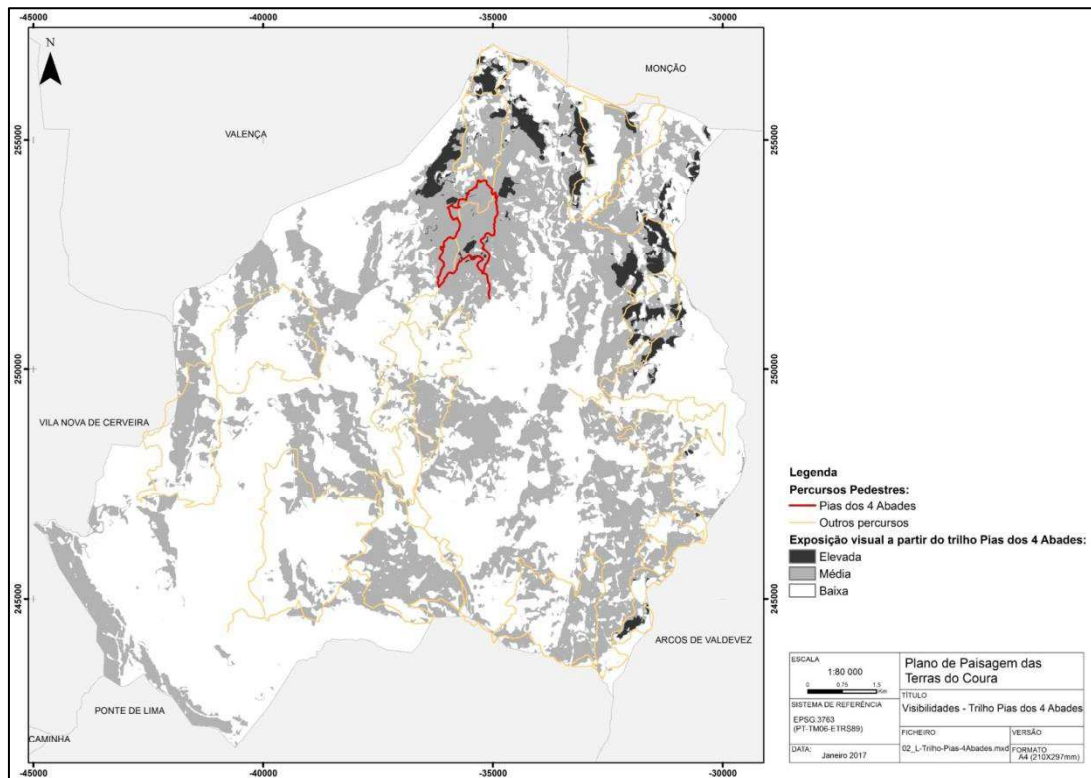 -45000 -40000 -35000 -30000
N
MONÇÃO
VALENÇA
255000 255000
250000 250000
VILA NOVA DE CERVEIRA
245000 245000
ARCOS DE VALDEVEZ
PONTE DE LIMA
CAMINHA
-45000 -40000 -35000 -30000
Legenda
Percursos Pedestres:
Pias dos 4 Abades
Outros percursos
Exposição visual a partir do trilho Pias dos 4 Abades:
Elevada
Média
Baixa
ESCALA
1:80 000
0 0.75 1.5
Km
SISTEMA DE REFERÊNCIA
EPSG:3763
(PT-TM06-ETRS89)
DATA:
Janeiro 2017
Plano de Paisagem das
Terras do Coura
TÍTULO
Visibilidades - Trilho Pias dos 4 Abades
FICHEIRO
02_L-Trilho-Pias-4Abades.mxd
VERSÃO
FORMATO
A4 (210X297mm)